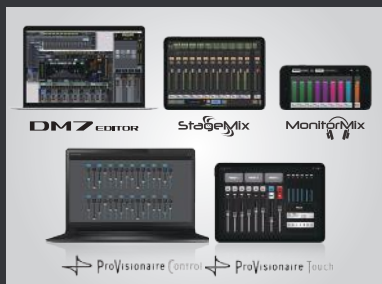 DM7 EDITOR
StageMix
MonitorMix
ProVisionaire Control
ProVisionaire Touch